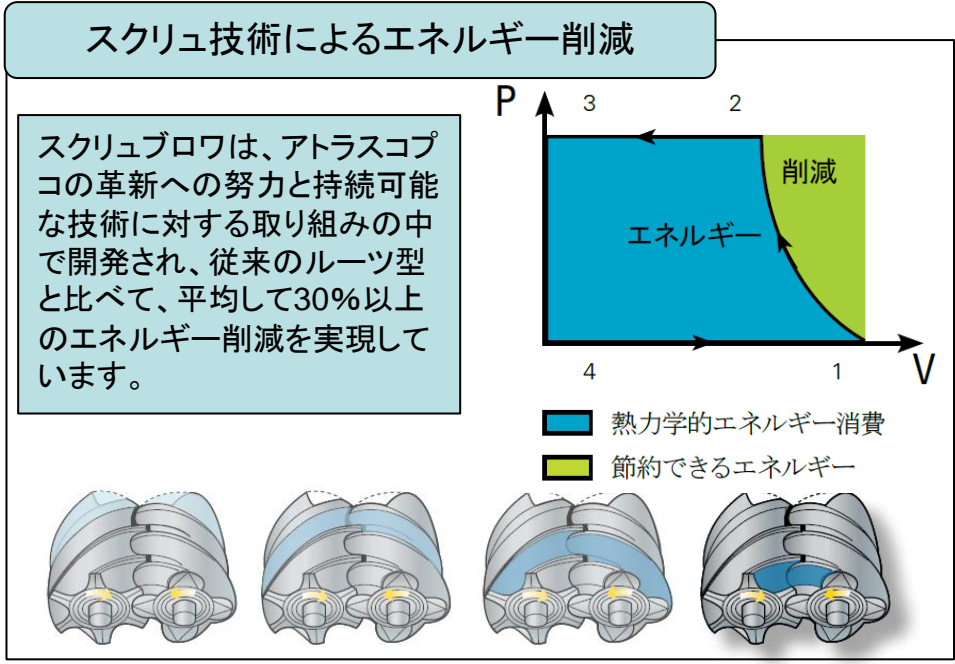 スクリュ技術によるエネルギー削減
スクリュブロワは、アトラスコプ
コの革新への努力と持続可能
な技術に対する取り組みの中
で開発され、従来のルーツ型
と比べて、平均して30%以上
のエネルギー削減を実現して
います。
P
3
2
削減
エネルギー
4
1
V
熱力学的エネルギー消費
節約できるエネルギー